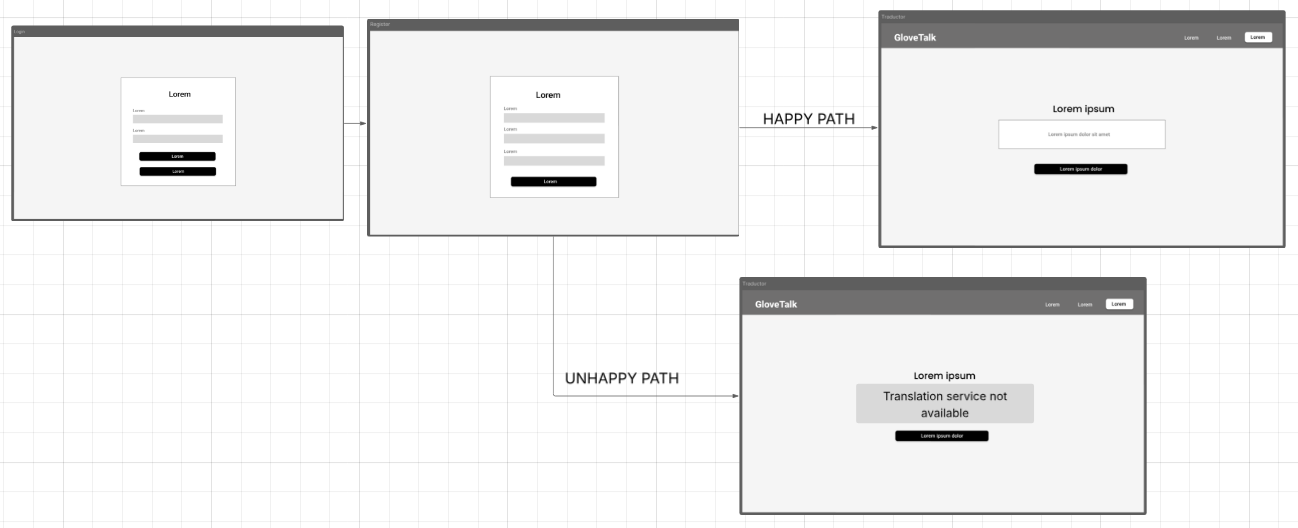 Login
Lorem
Lorem
Lorem
Lorem
Lorem
Register
Lorem
Lorem
Lorem
Lorem
Lorem
HAPPY PATH
Traductor
GloveTalk Lorem Lorem Lorem
Lorem ipsum
Lorem ipsum dolor sit amet
Lorem ipsum dolor
UNHAPPY PATH
Traductor
GloveTalk Lorem Lorem Lorem
Lorem ipsum
Translation service not
available
Lorem ipsum dolor